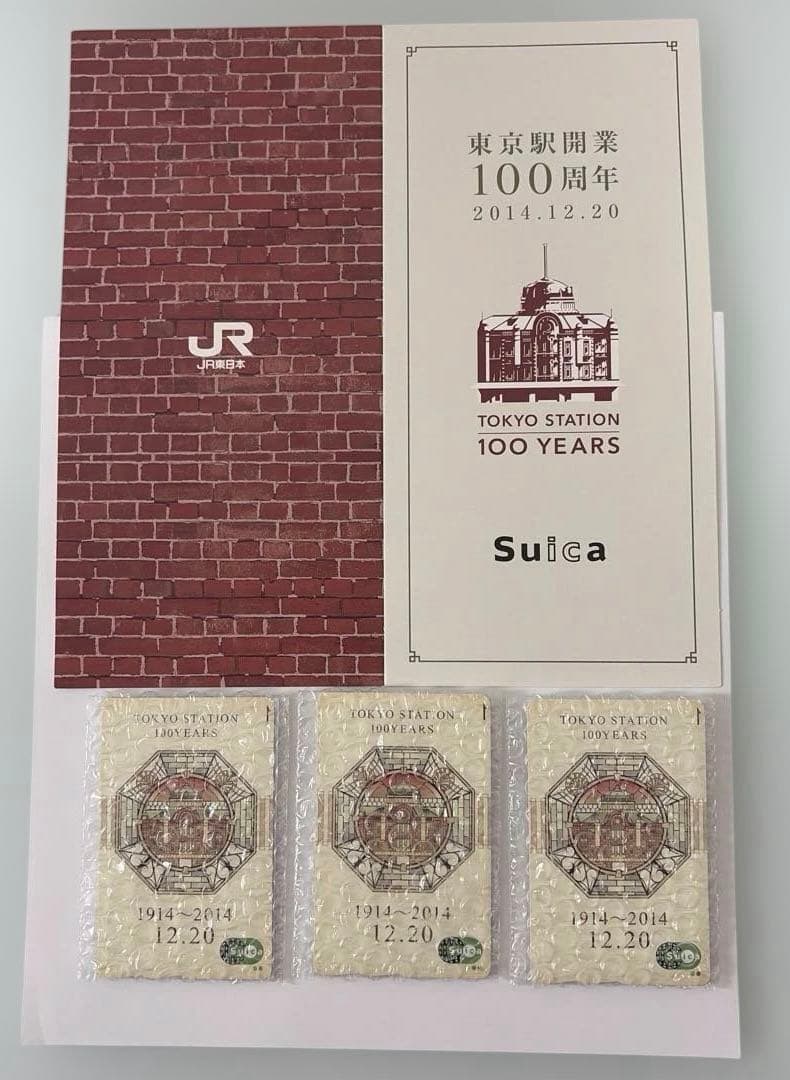 JR
JR東日本
東京駅開業
100周年
2014.12.20
TOKYO STATION
100 YEARS
Suica
TOKYO STATION
100YEARS
1914～2014
12.20
Suica
TOKYO STATION
100YEARS
1914～2014
12.20
Suica
TOKYO STATION
100YEARS
1914～2014
12.20
Suica